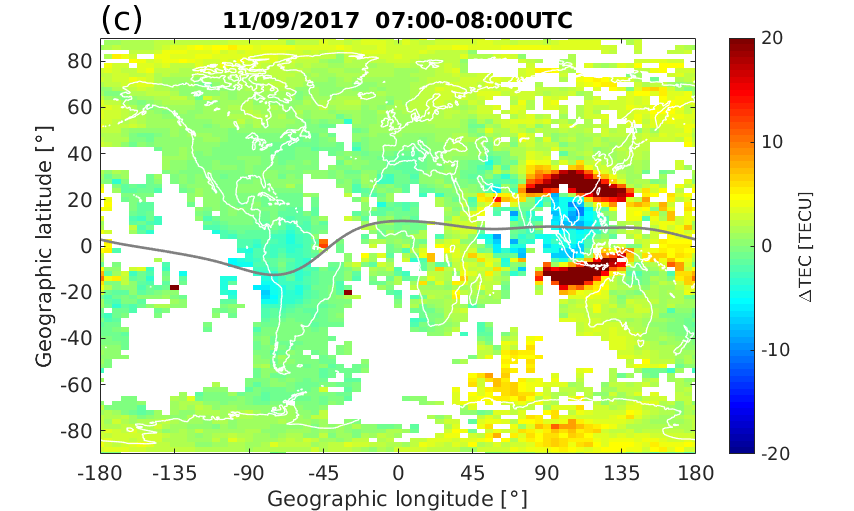 (c) 11/09/2017 07:00-08:00UTC
80
60
40
20
0
-20
-40
-60
-80
Geographic latitude [°]
-180 -135 -90 -45 0 45 90 135 180
Geographic longitude [°]
20
10
0
-10
-20
ΔTEC [TECU]